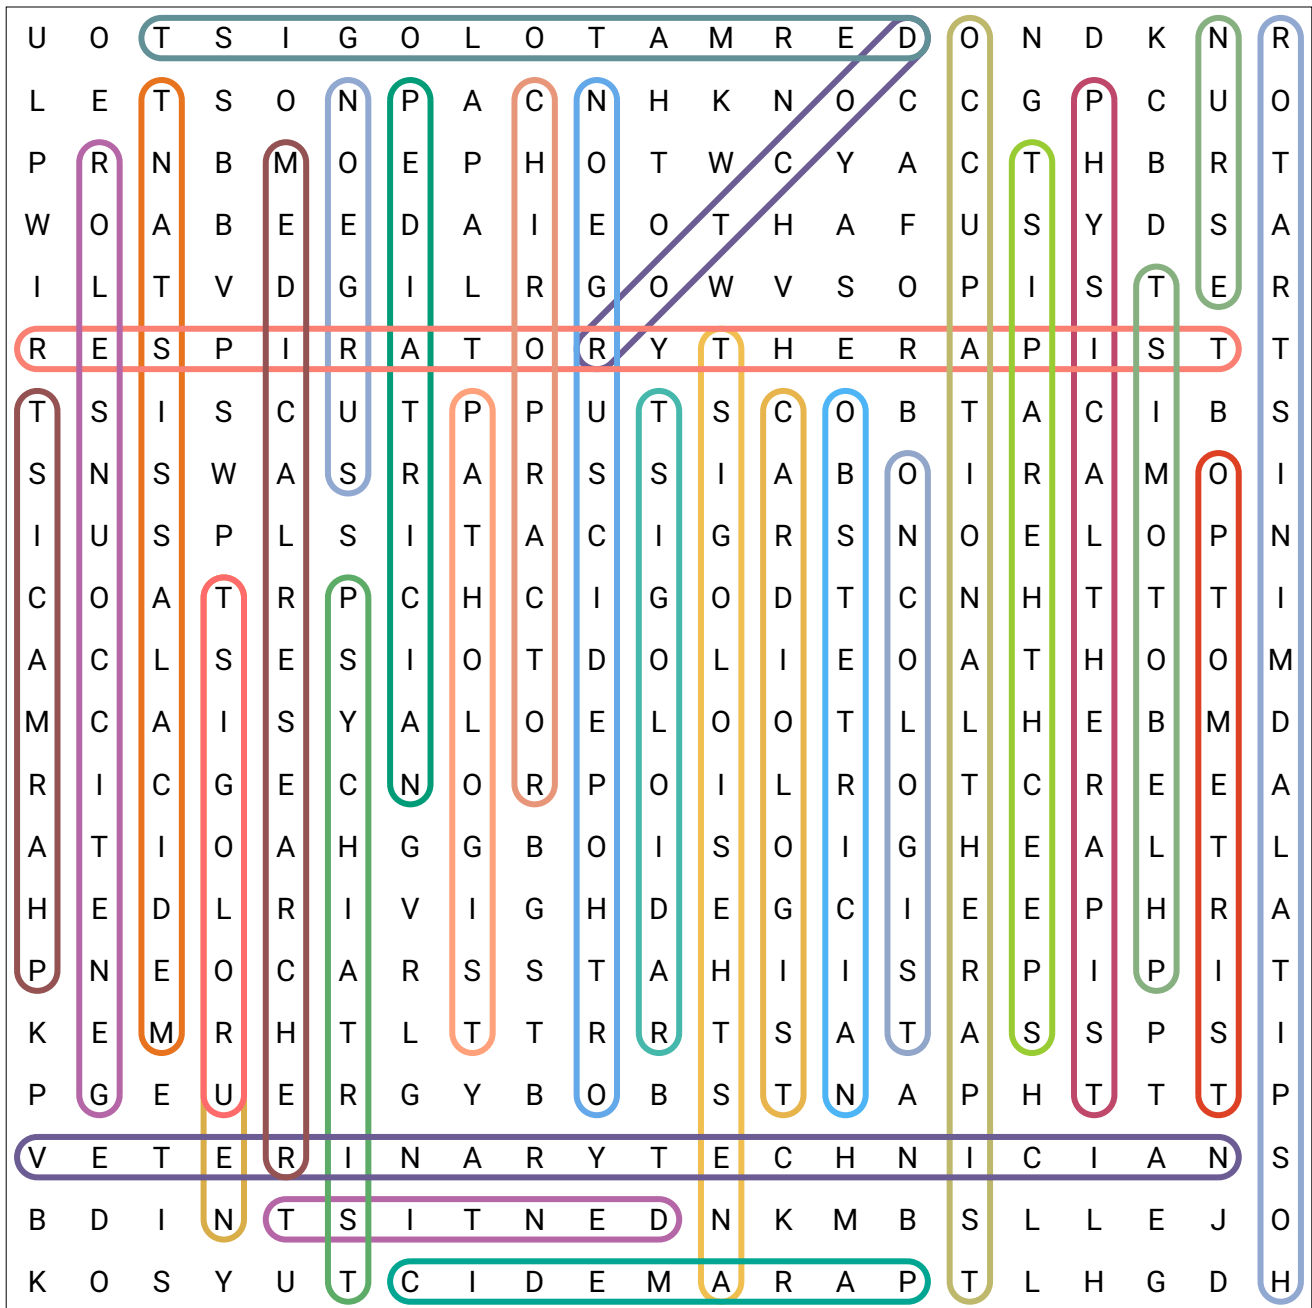 U O T S I G O L O T A M R E D O N D K N R
L E T S O N P A C N H K N O C C G P C U O
P R N B M O E P H O T W C Y A C T H B R T
W O A B E E D A I E O T H A F U S Y D S A
I L T V D G I L R G O W V S O P I S T E R
R E S P I R A T O R Y T H E R A P I S T T
T S I S C U T P P U T S C O B T A C I B S
S N S W A S R A R S S I A B O I R A M O I
I U S P L S I T A C I G R S N O E L O P N
C O A T R P C H C I G O D T C N H T T T I
A C L S E S I O T D O L I E O A T H O O M
M C A I S Y A L O E L O O T L L H E B M D
R I C G E C N O R P O I L R O T C R E E A
A T I O A H G G B O I S O I G H E A L T L
H E D L R I V I G H D E G C I E E P H R A
P N E O C A R S S T A H I I S R P I P I T
K E M R H T L T T R R T S A T A S S P S I
P G E U E R G Y B O B S T N A P H T T T P
V E T E R I N A R Y T E C H N I C I A N S
B D I N T S I T N E D N K M B S L L E J O
K O S Y U T C I D E M A R A P T L H G D H